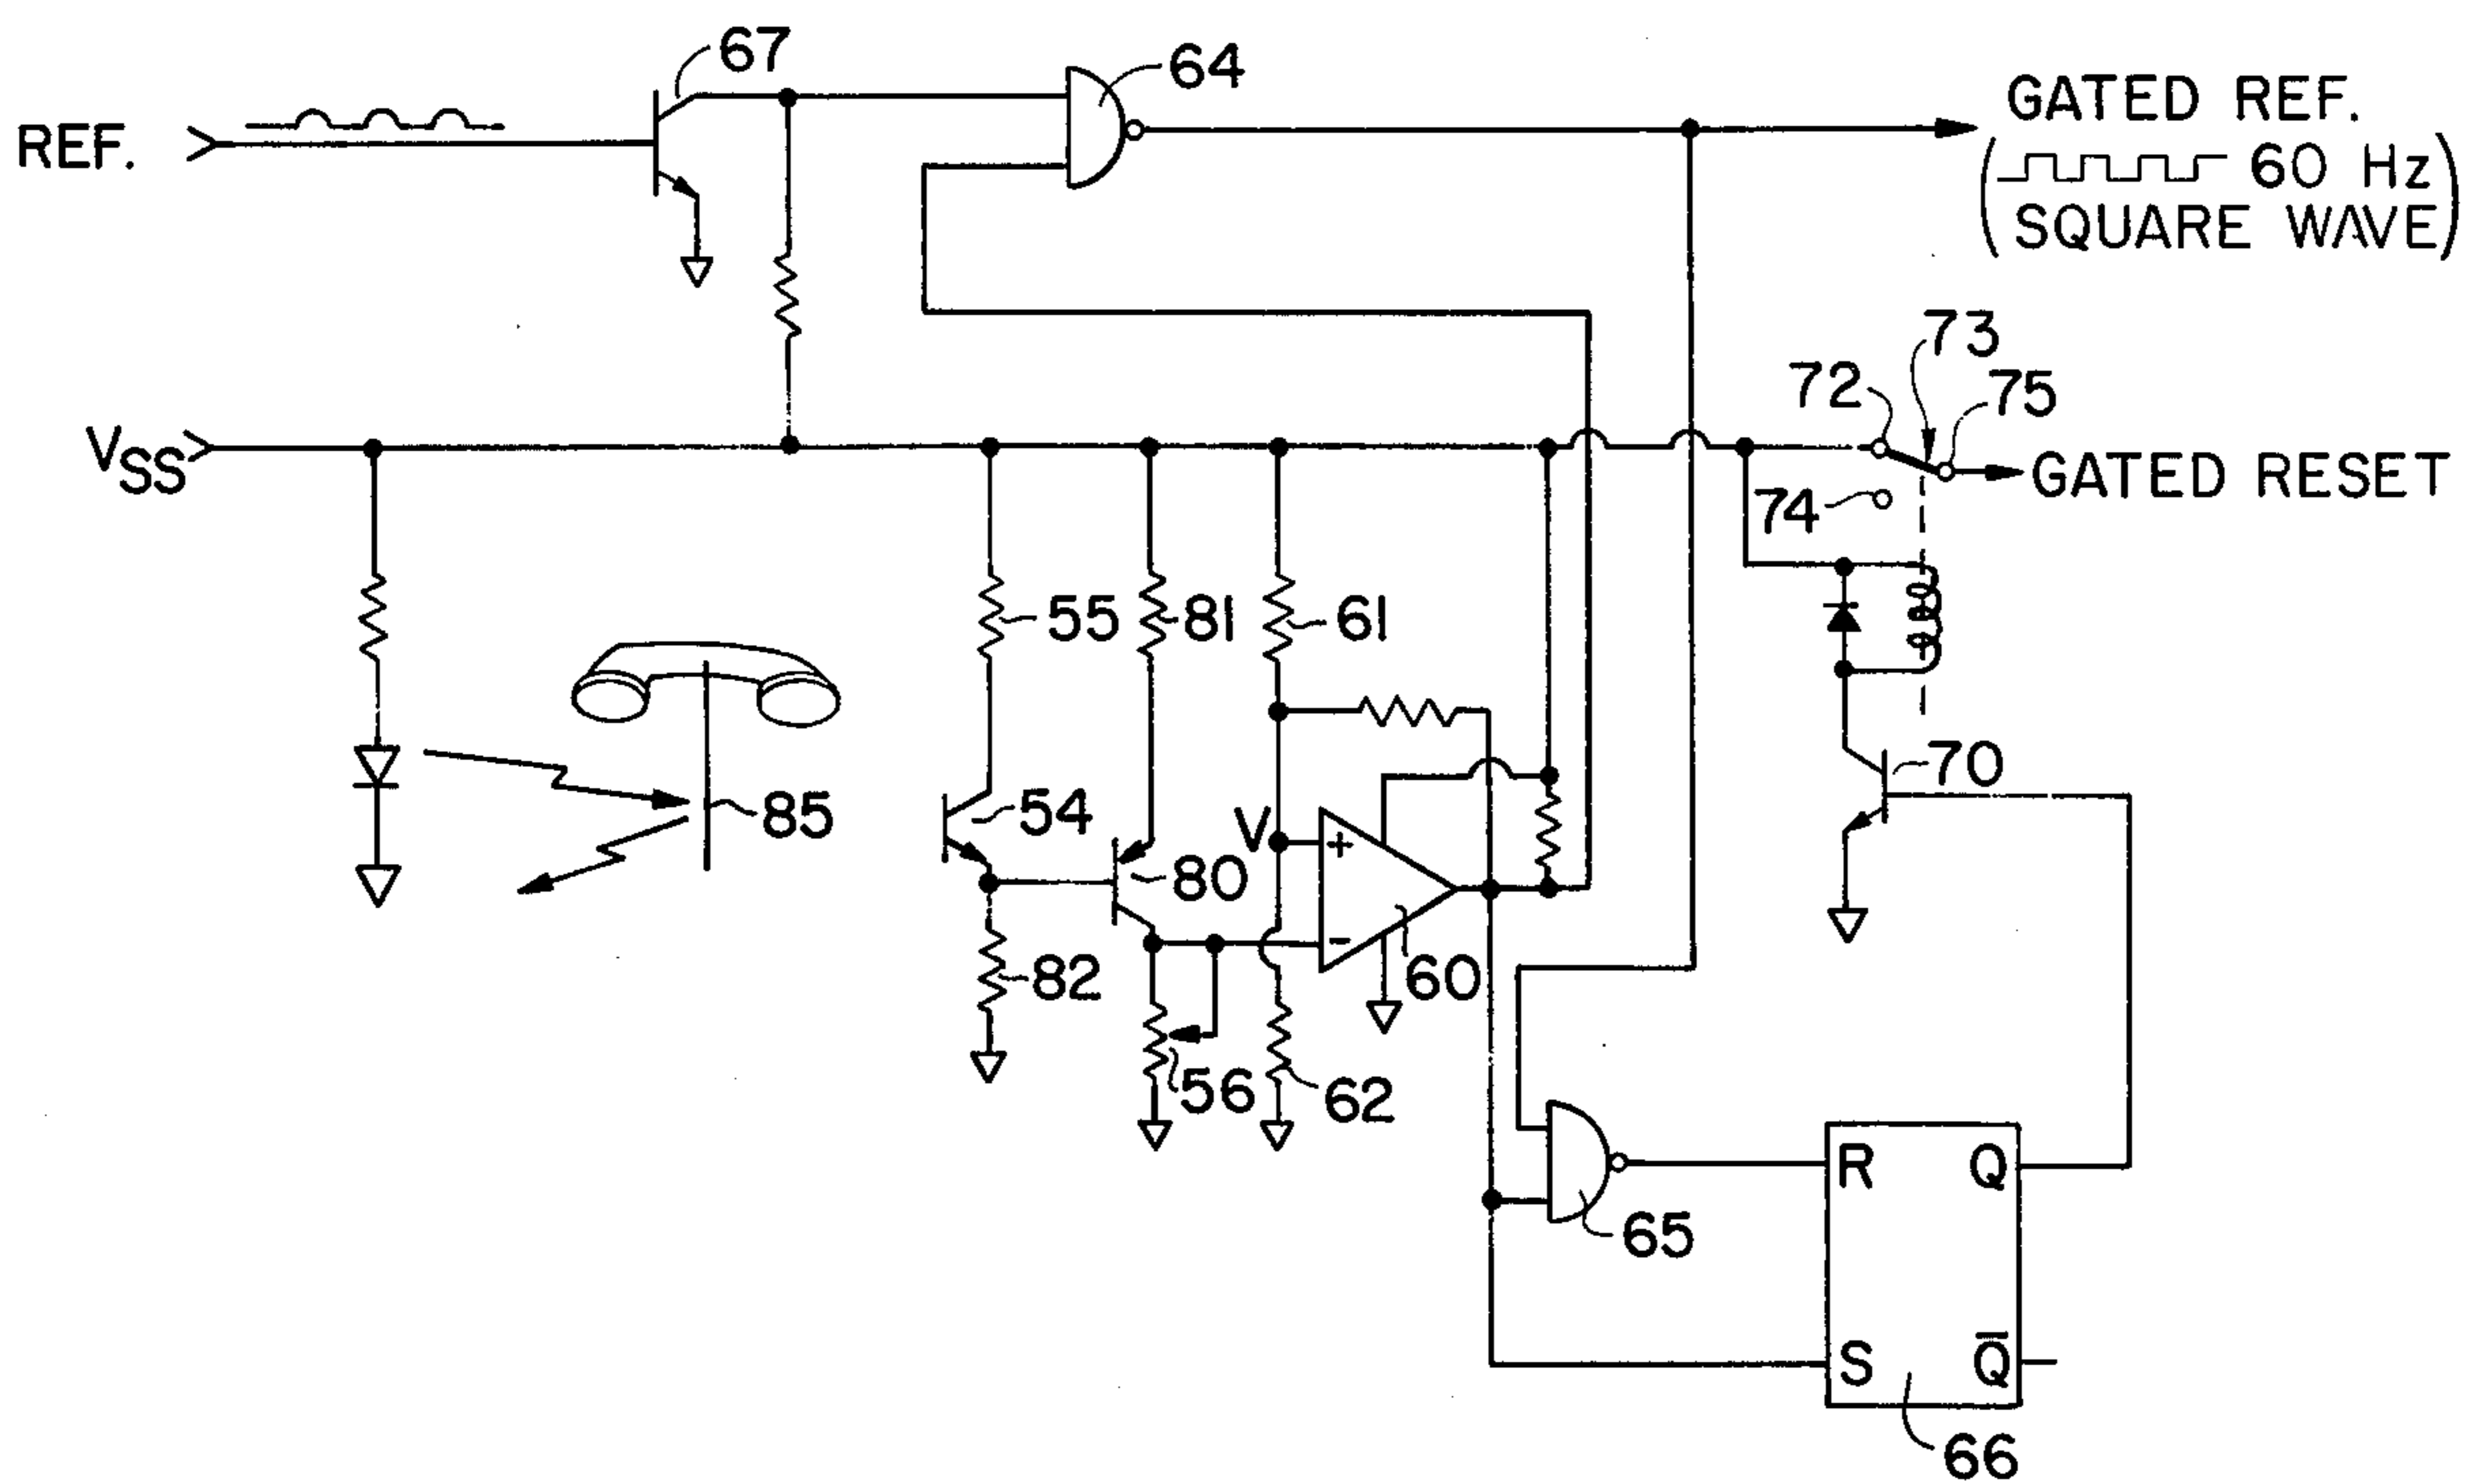 67
64
GATED REF.
REF.
( 60 Hz
SQUARE WAVE)
73
72
75
VSS
GATED RESET
74
55
81
61
70
54
85
V
80
+
-
60
82
56
62
R
Q
65
S
Q̅
66